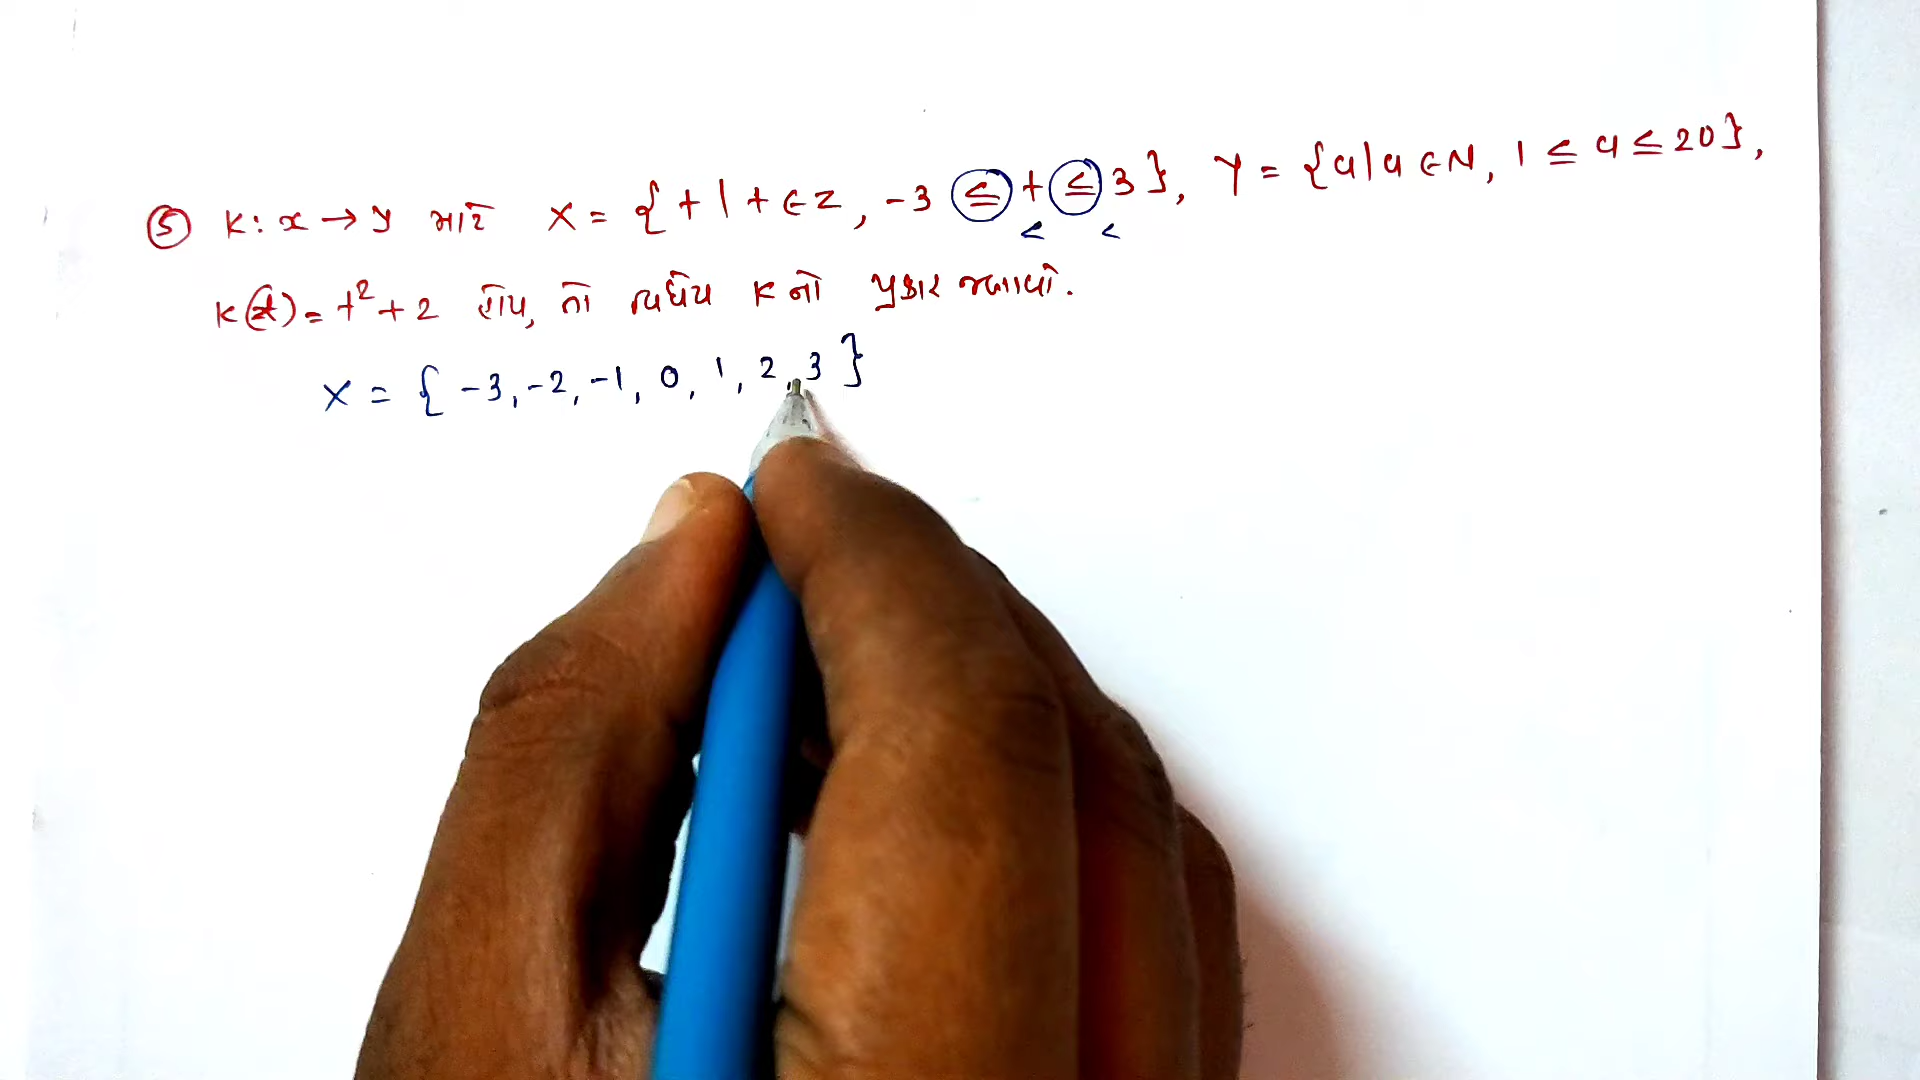 ⑤ K: x → y માટે X = {t | t ∈ Z, -3 ≤ t ≤ 3}, Y = {y | y ∈ N, 1 ≤ y ≤ 20},
< <
K(t) = t² + 2 હોય, તો વિધેય K નો પ્રકાર જણાવો.
X = { -3, -2, -1, 0, 1, 2, 3 }